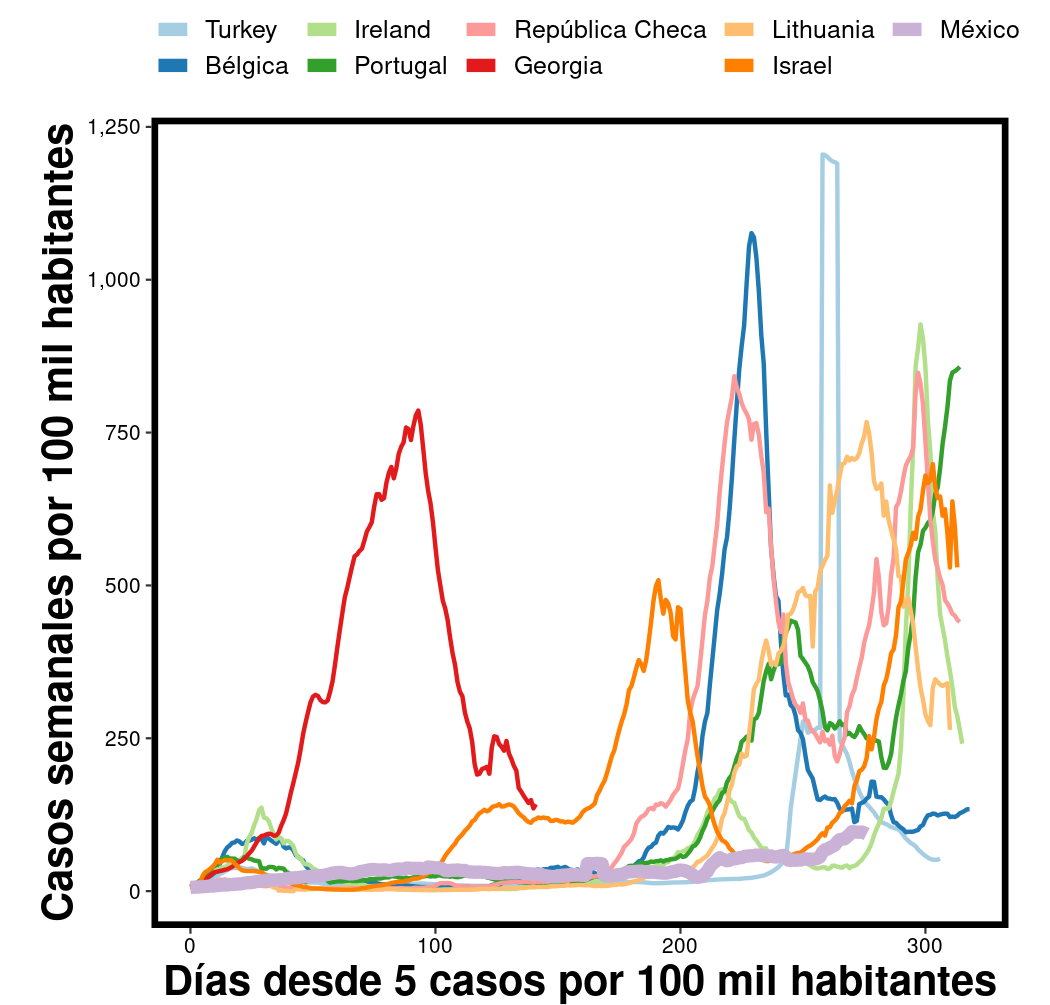 Turkey Ireland República Checa Lithuania México
Bélgica Portugal Georgia Israel
Casos semanales por 100 mil habitantes
1,250
1,000
750
500
250
0
0 100 200 300
Días desde 5 casos por 100 mil habitantes